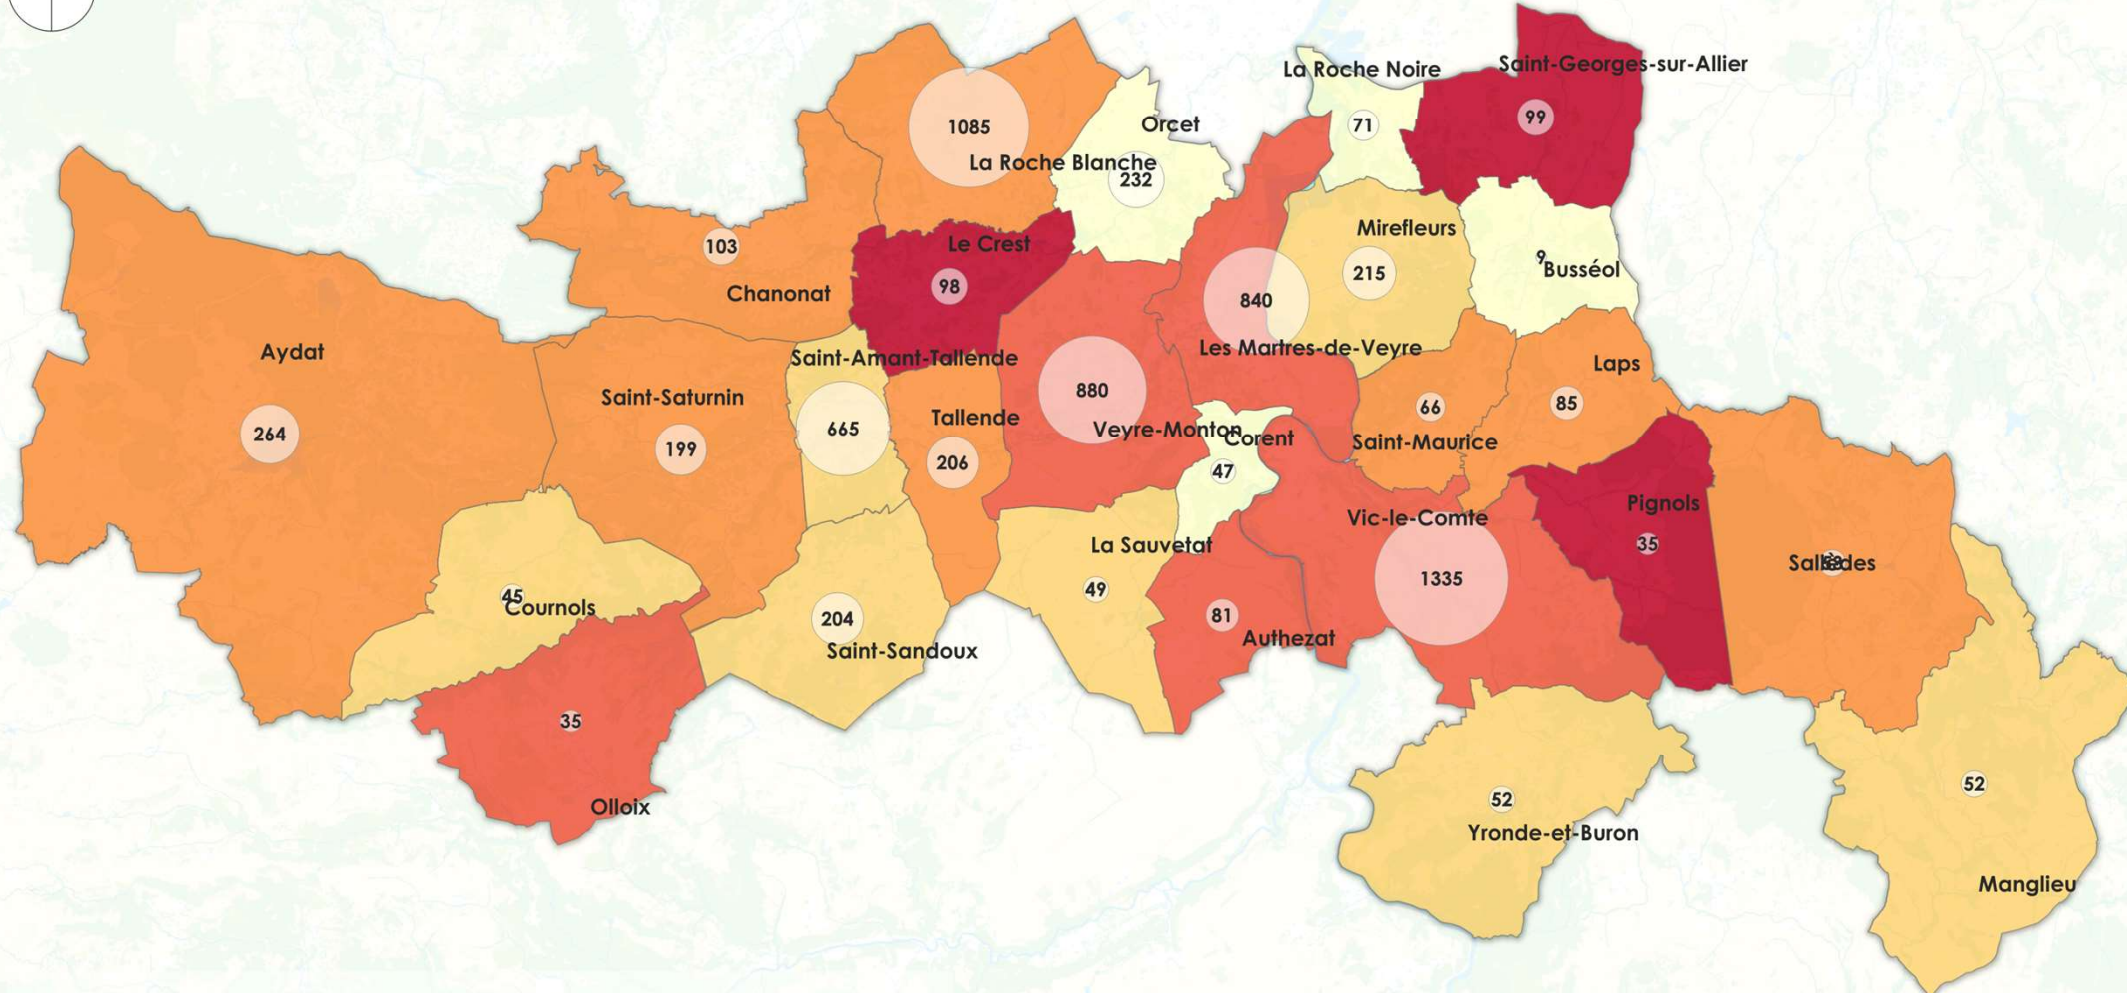 Saint-Georges-sur-Allier
La Roche Noire
99
Orcet
71
1085
La Roche Blanche
232
Mirefleurs
Le Crest
103
215
9
Busséol
98
Chanonat
840
Aydat
Saint-Amant-Tallende
Les Martres-de-Veyre
Laps
Saint-Saturnin
880
85
66
Tallende
665
Veyre-Monton
264
Corent
Saint-Maurice
199
206
47
Pignols
Vic-le-Comte
La Sauvetat
35
Sallèdes
1335
49
45
Cournols
204
81
Authezat
Saint-Sandoux
35
52
52
Olloix
Yronde-et-Buron
Manglieu